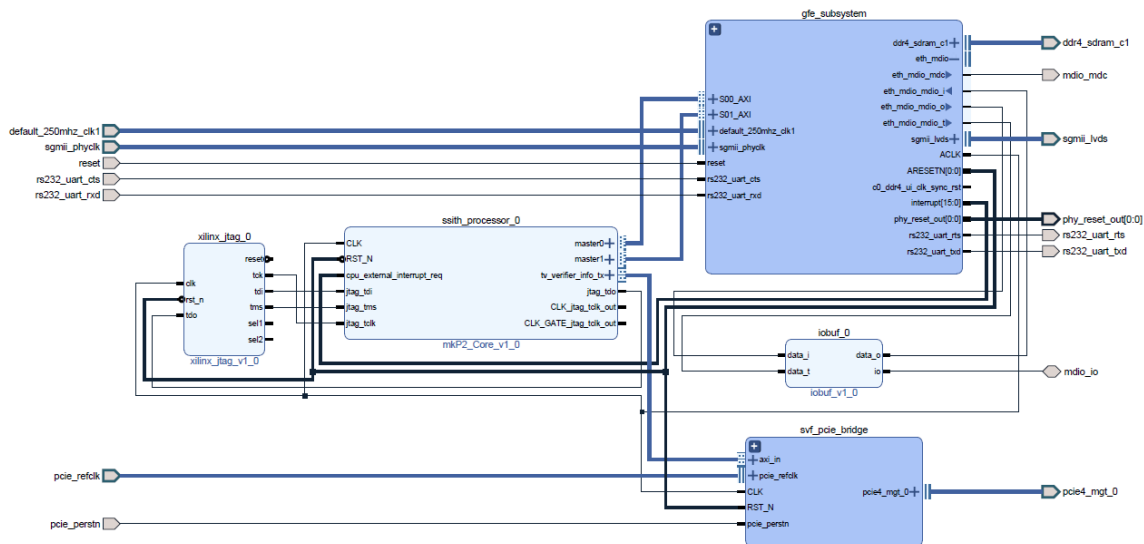 gfe_subsystem
ddr4_sdram_c1
eth_mdio
eth_mdio_mdc
eth_mdio_mdio_i
eth_mdio_mdio_o
eth_mdio_mdio_t
sgmii_lvds
ACLK
ARESETN[0:0]
c0_ddr4_ui_clk_sync_rst
interrupt[15:0]
phy_reset_out[0:0]
rs232_uart_rts
rs232_uart_txd
S00_AXI
S01_AXI
default_250mhz_clk1
sgmii_phyclk
reset
rs232_uart_cts
rs232_uart_rxd
ddr4_sdram_c1
mdio_mdc
sgmii_lvds
phy_reset_out[0:0]
rs232_uart_rts
rs232_uart_txd
default_250mhz_clk1
sgmii_phyclk
reset
rs232_uart_cts
rs232_uart_rxd
xilinx_jtag_0
clk
rst_n
tdo
reset
tck
tdi
tms
sel1
sel2
xilinx_jtag_v1_0
ssith_processor_0
CLK
RST_N
cpu_external_interrupt_req
jtag_tdi
jtag_tms
jtag_tclk
master0
master1
tv_verifier_info_tx
jtag_tdo
CLK_jtag_tclk_out
CLK_GATE_jtag_tclk_out
mkP2_Core_v1_0
iobuf_0
data_i
data_t
data_o
io
iobuf_v1_0
mdio_io
svf_pcie_bridge
axi_in
pcie_refclk
CLK
RST_N
pcie_perstn
pcie4_mgt_0
pcie4_mgt_0
pcie_refclk
pcie_perstn